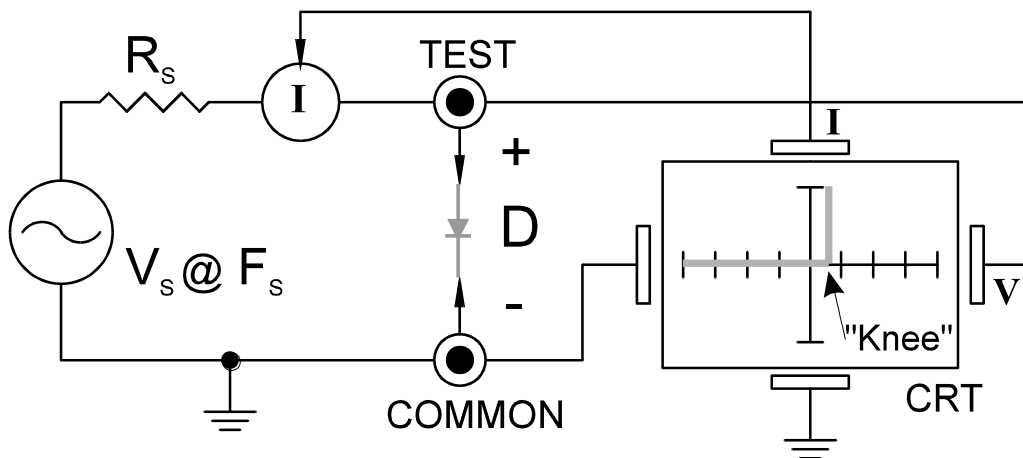 R_S
I
TEST
I
+
D
V_S @ F_S
-
V
"Knee"
CRT
COMMON